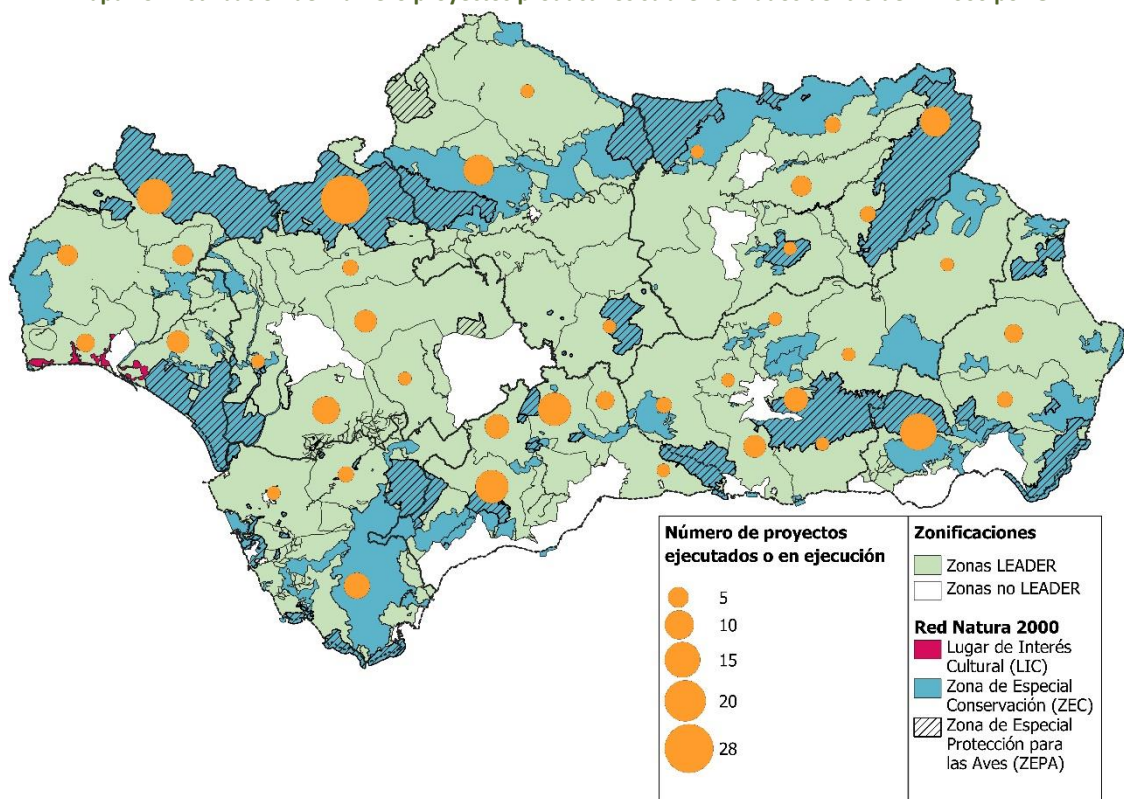 Número de proyectos
ejecutados o en ejecución
5
10
15
20
28
Zonificaciones
Zonas LEADER
Zonas no LEADER
Red Natura 2000
Lugar de Interés
Cultural (LIC)
Zona de Especial
Conservación (ZEC)
Zona de Especial
Protección para
las Aves (ZEPA)